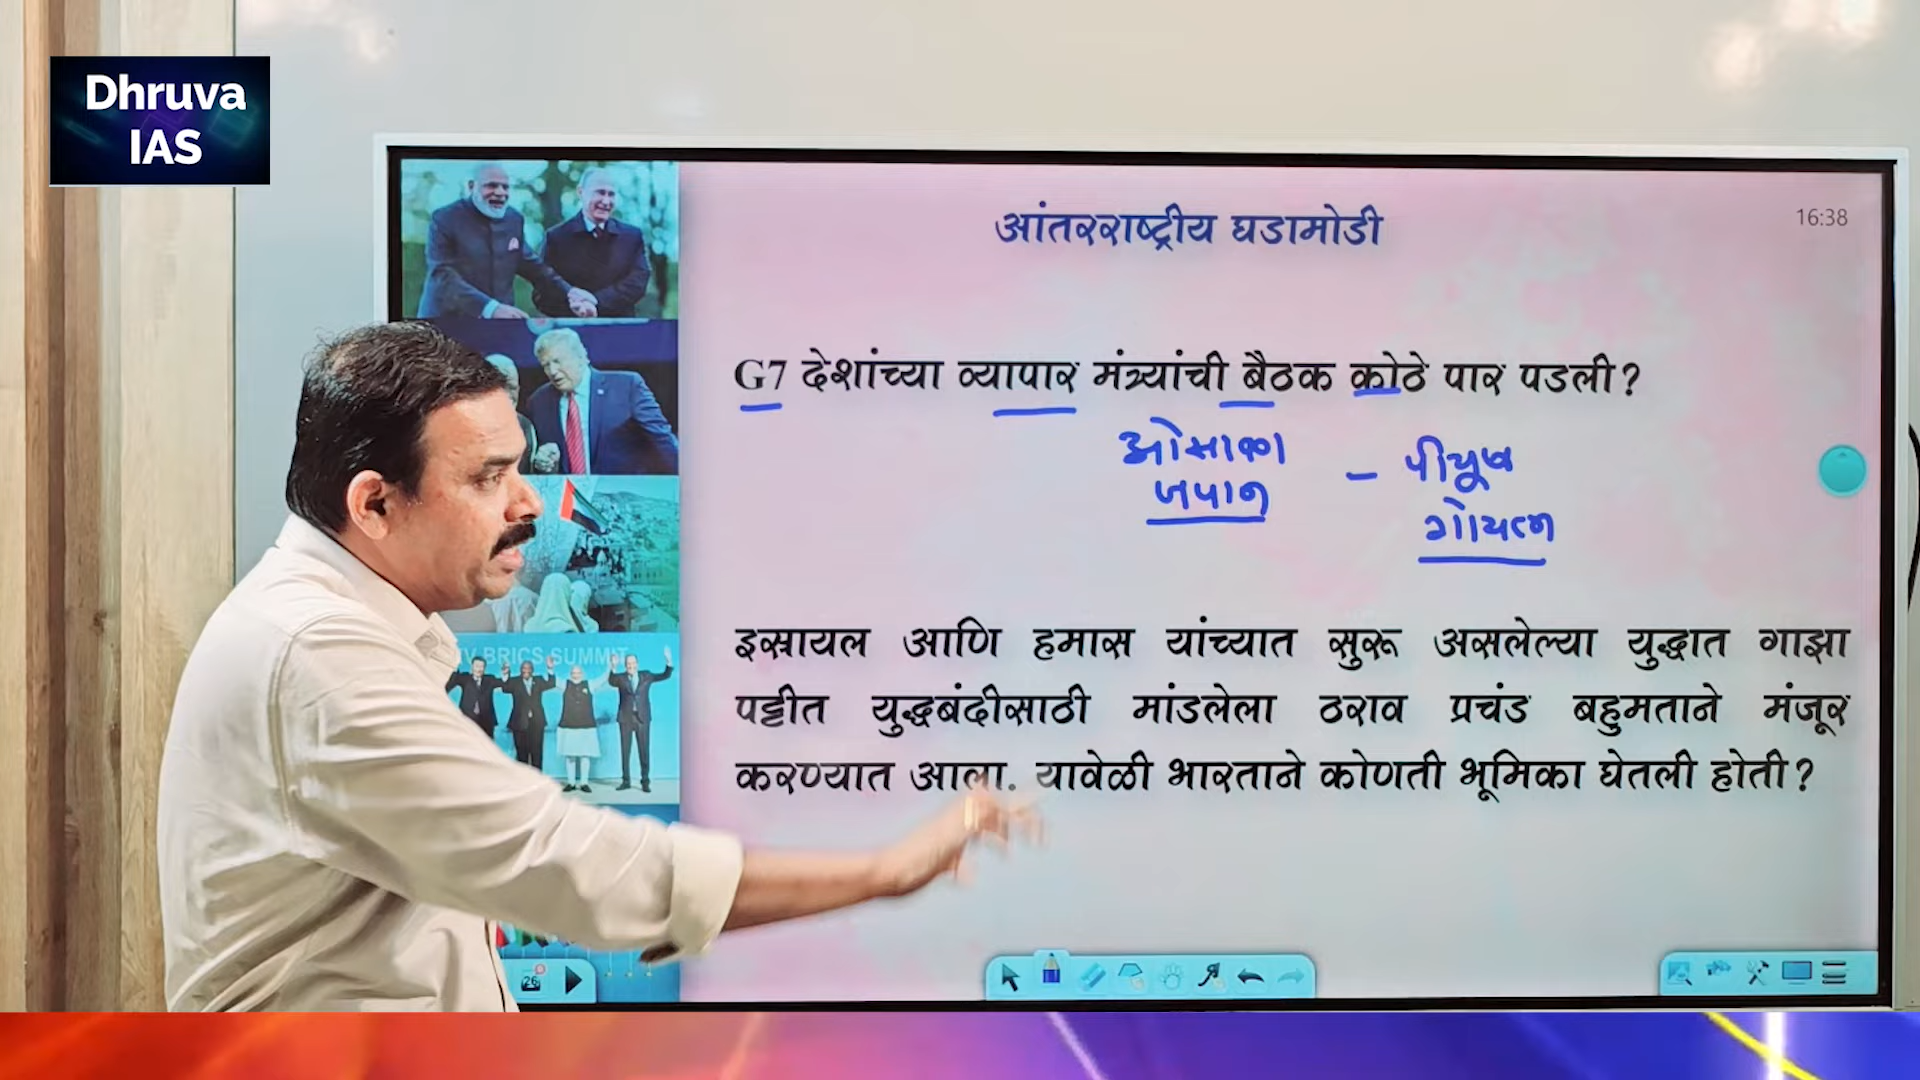 Dhruva
IAS
आंतरराष्ट्रीय घडामोडी
16:38
G7 देशांच्या व्यापार मंत्र्यांची बैठक कोठे पार पडली?
ओसाका - पीयूष
जपान गोयल
इस्रायल आणि हमास यांच्यात सुरू असलेल्या युद्धात गाझा
पट्टीत युद्धबंदीसाठी मांडलेला ठराव प्रचंड बहुमताने मंजूर
करण्यात आला. यावेळी भारताने कोणती भूमिका घेतली होती?
BRICS SUMMIT
26